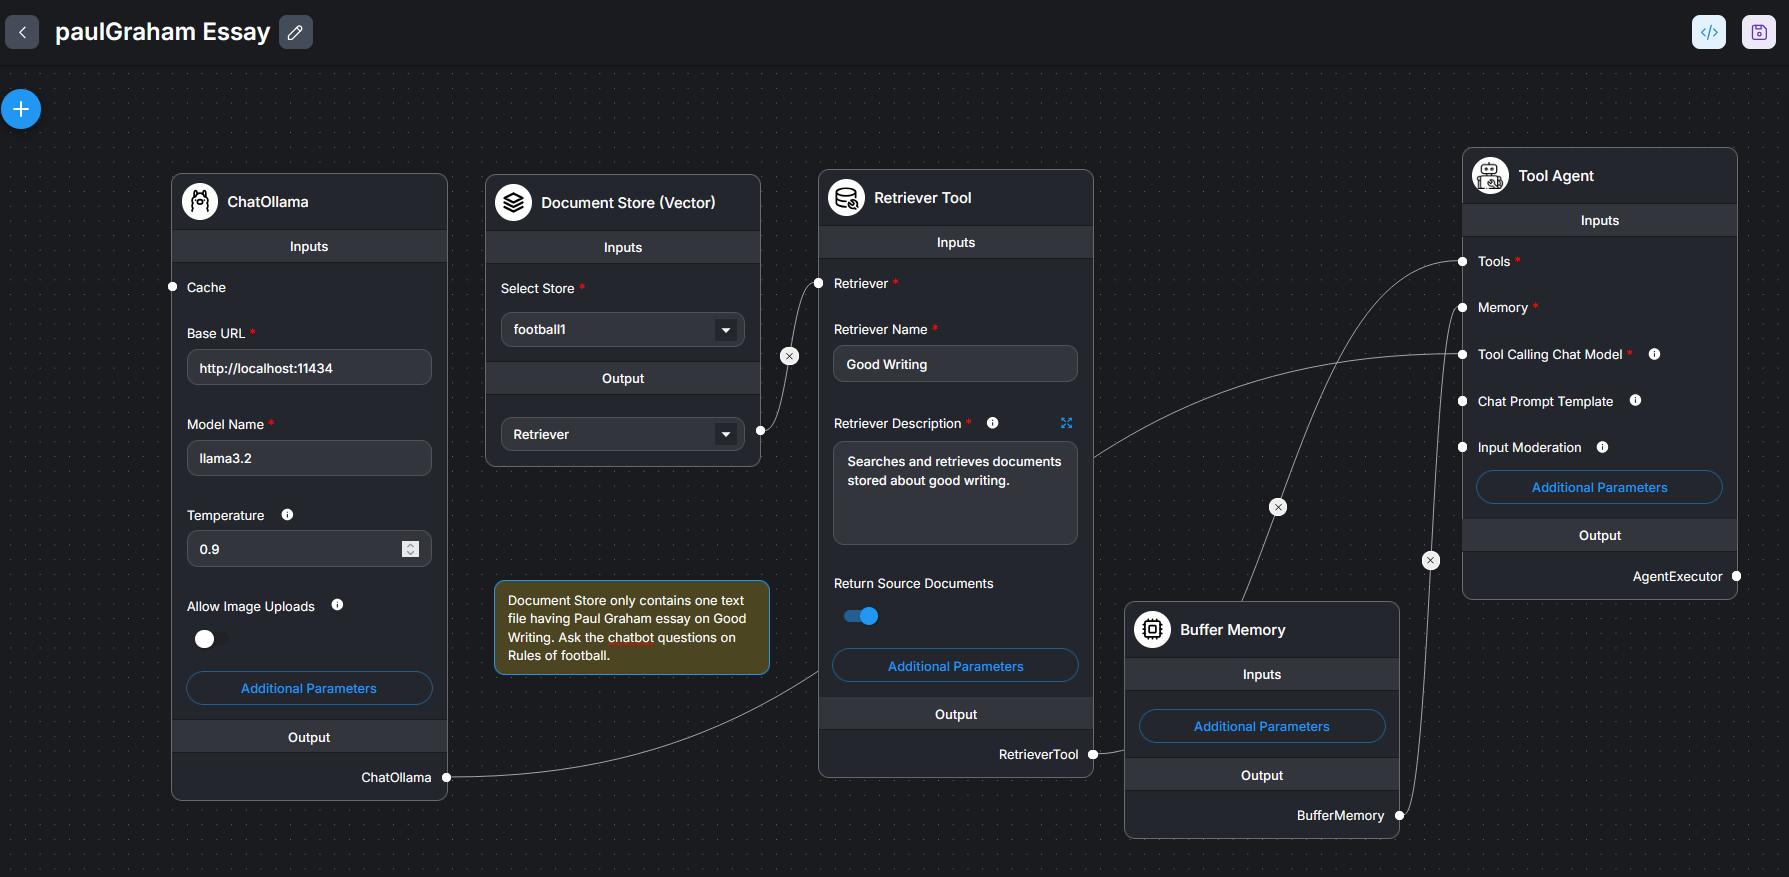 paulGraham Essay
ChatOllama
Inputs
Cache
Base URL *
http://localhost:11434
Model Name *
llama3.2
Temperature
0.9
Allow Image Uploads
Additional Parameters
Output
ChatOllama
Document Store (Vector)
Inputs
Select Store *
football1
Output
Retriever
Document Store only contains one text
file having Paul Graham essay on Good
Writing. Ask the chatbot questions on
Rules of football.
Retriever Tool
Inputs
Retriever *
Retriever Name *
Good Writing
Retriever Description *
Searches and retrieves documents
stored about good writing.
Return Source Documents
Additional Parameters
Output
RetrieverTool
Buffer Memory
Inputs
Additional Parameters
Output
BufferMemory
Tool Agent
Inputs
Tools *
Memory *
Tool Calling Chat Model *
Chat Prompt Template
Input Moderation
Additional Parameters
Output
AgentExecutor